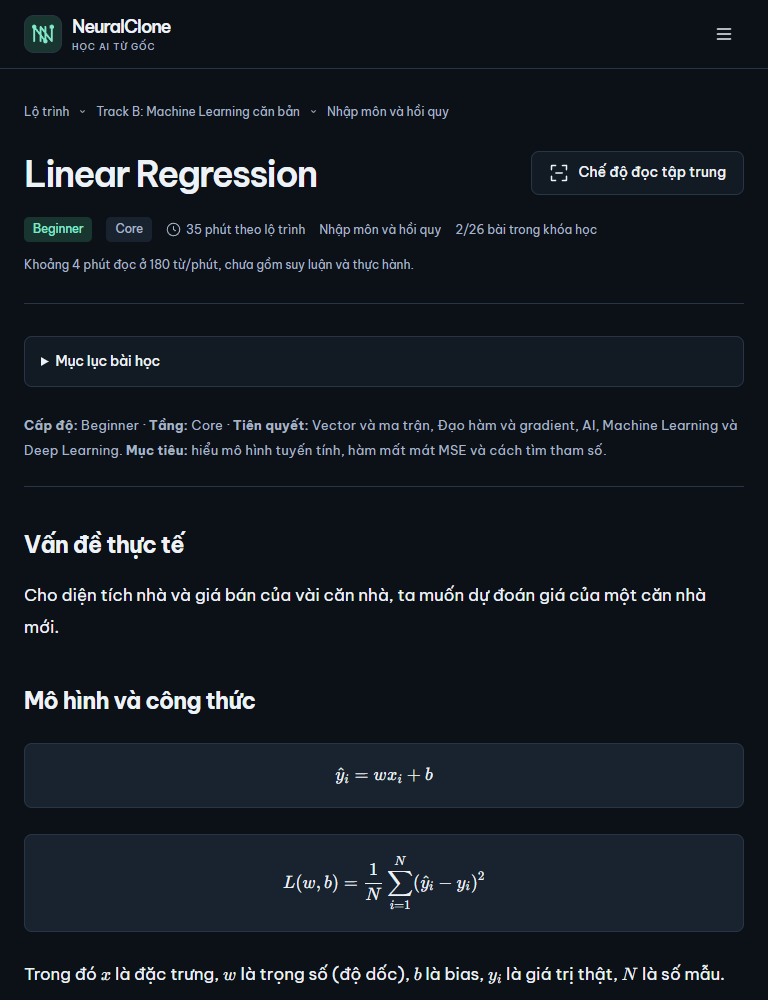 NeuralClone
HỌC AI TỪ GỐC
Lộ trình
Track B: Machine Learning căn bản
Nhập môn và hồi quy
Linear Regression
Chế độ đọc tập trung
Beginner
Core
35 phút theo lộ trình
Nhập môn và hồi quy
2/26 bài trong khóa học
Khoảng 4 phút đọc ở 180 từ/phút, chưa gồm suy luận và thực hành.
Mục lục bài học
Cấp độ: Beginner · Tầng: Core · Tiên quyết: Vector và ma trận, Đạo hàm và gradient, AI, Machine Learning và
Deep Learning. Mục tiêu: hiểu mô hình tuyến tính, hàm mất mát MSE và cách tìm tham số.
Vấn đề thực tế
Cho diện tích nhà và giá bán của vài căn nhà, ta muốn dự đoán giá của một căn nhà
mới.
Mô hình và công thức
ŷᵢ = wxᵢ + b
L(w, b) = 1/N ∑ᵢ₌₁ᴺ (ŷᵢ − yᵢ)²
Trong đó x là đặc trưng, w là trọng số (độ dốc), b là bias, yᵢ là giá trị thật, N là số mẫu.